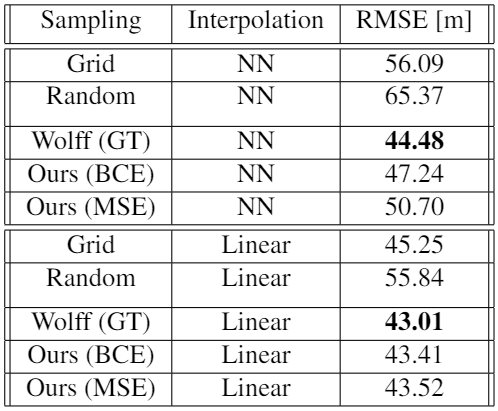 Sampling Interpolation RMSE [m]
Grid NN 56.09
Random NN 65.37
Wolff (GT) NN 44.48
Ours (BCE) NN 47.24
Ours (MSE) NN 50.70
Grid Linear 45.25
Random Linear 55.84
Wolff (GT) Linear 43.01
Ours (BCE) Linear 43.41
Ours (MSE) Linear 43.52